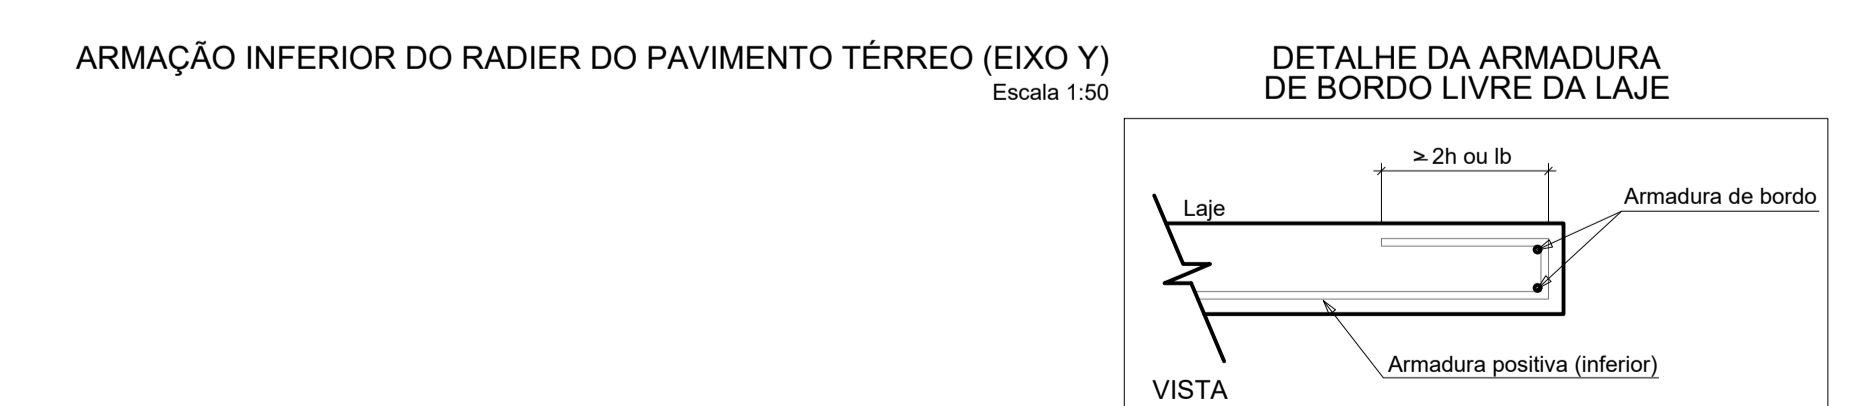 ARMAÇÃO INFERIOR DO RADIER DO PAVIMENTO TÉRREO (EIXO Y)
Escala 1:50
DETALHE DA ARMADURA
DE BORDO LIVRE DA LAJE
≥ 2h ou lb
Armadura de bordo
Laje
Armadura positiva (inferior)
VISTA